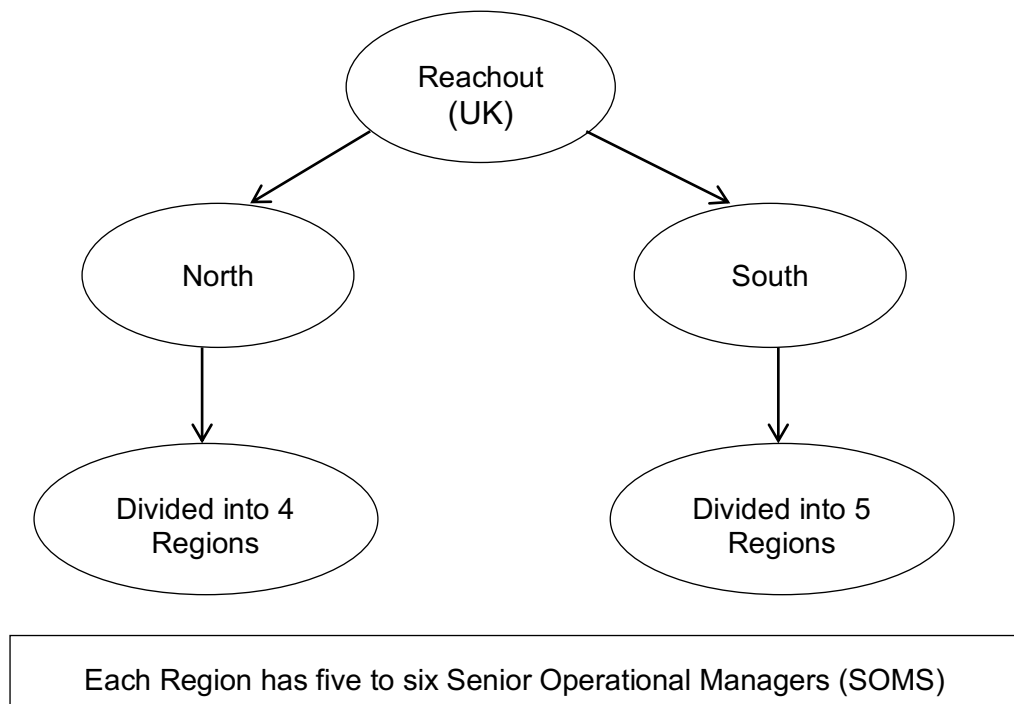 Reachout
(UK)
North
South
Divided into 4
Regions
Divided into 5
Regions
Each Region has five to six Senior Operational Managers (SOMS)